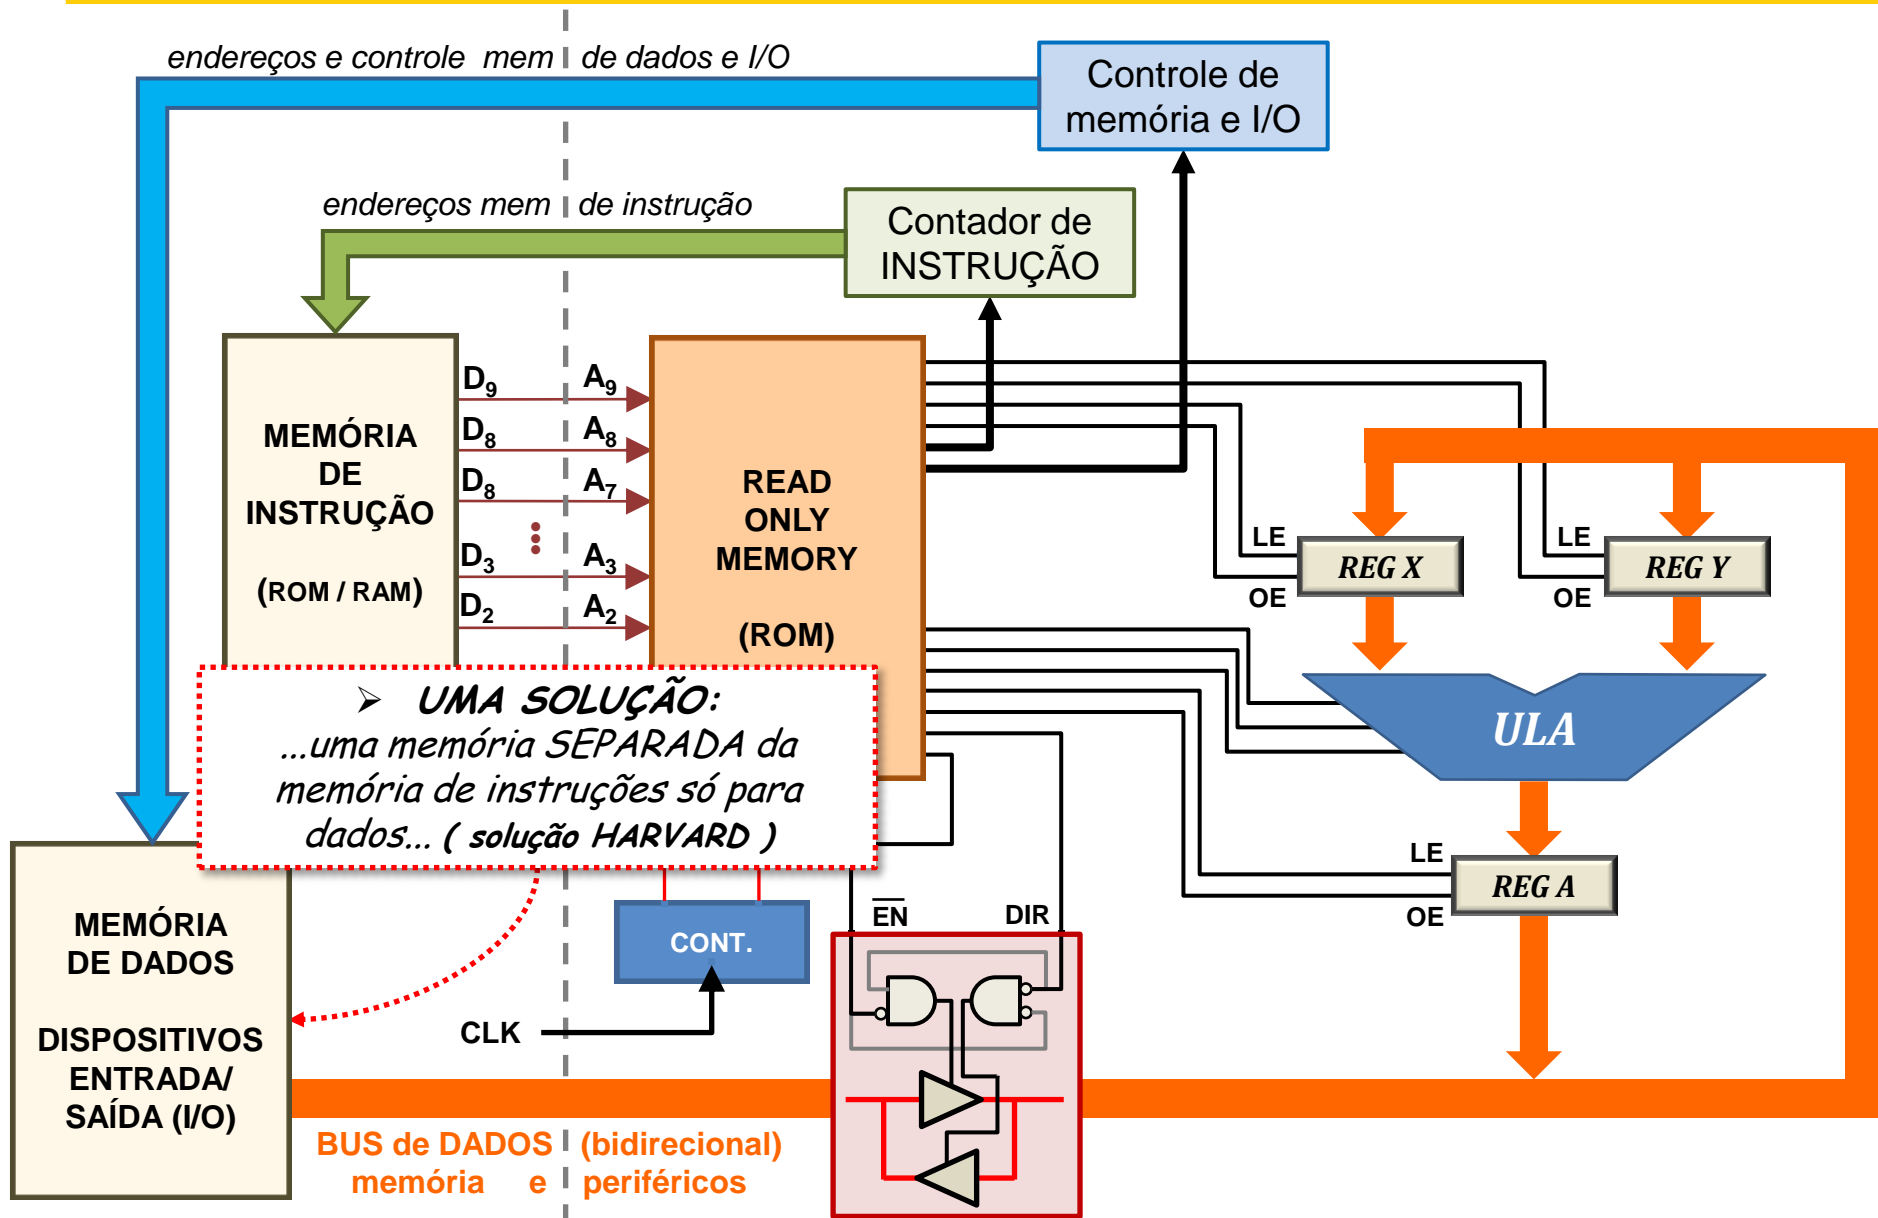 endereços e controle mem de dados e I/O
Controle de
memória e I/O
endereços mem de instrução
Contador de
INSTRUÇÃO
MEMÓRIA
DE
INSTRUÇÃO
(ROM / RAM)
D9 A9
D8 A8
D8 A7
D3 A3
D2 A2
READ
ONLY
MEMORY
(ROM)
LE
REG X
OE
LE
REG Y
OE
ULA
LE
REG A
OE
➢ UMA SOLUÇÃO:
...uma memória SEPARADA da
memória de instruções só para
dados... ( solução HARVARD )
MEMÓRIA
DE DADOS
DISPOSITIVOS
ENTRADA/
SAÍDA (I/O)
CONT.
CLK
E̅N̅ DIR
BUS de DADOS (bidirecional)
memória e periféricos